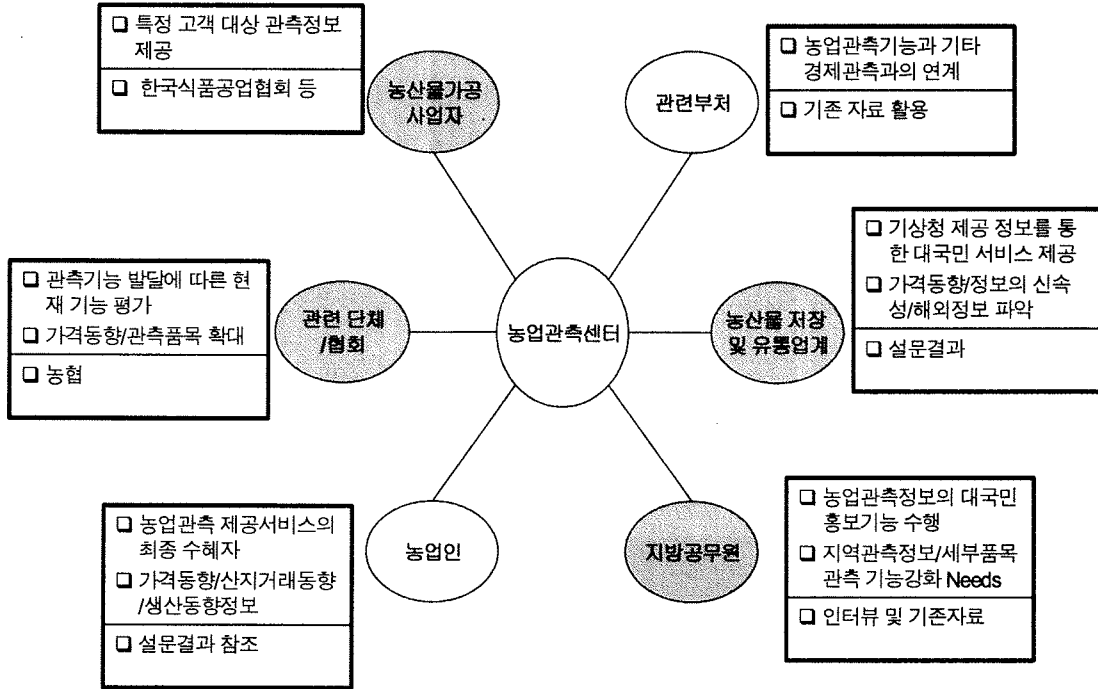 ❑ 특정 고객 대상 관측정보
제공
❑ 한국식품공업협회 등
농산물가공
사업자
관련부처
❑ 농업관측기능과 기타
경제관측과의 연계
❑ 기존 자료 활용
❑ 관측기능 발달에 따른 현
재 기능 평가
❑ 가격동향/관측품목 확대
❑ 농협
관련 단체
/협회
농업관측센터
농산물 저장
및 유통업계
❑ 기상청 제공 정보를 통
한 대국민 서비스 제공
❑ 가격동향/정보의 신속
성/해외정보 파악
❑ 설문결과
❑ 농업관측 제공서비스의
최종 수혜자
❑ 가격동향/산지거래동향
/생산동향정보
❑ 설문결과 참조
농업인
지방공무원
❑ 농업관측정보의 대국민
홍보기능 수행
❑ 지역관측정보/세부품목
관측 기능강화 Needs
❑ 인터뷰 및 기존자료